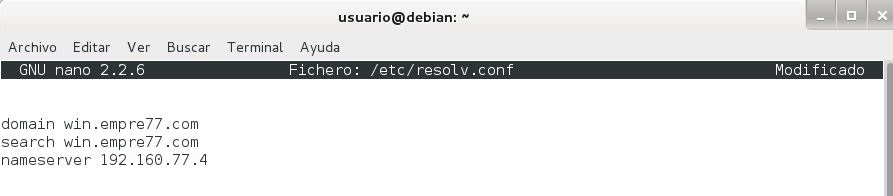 usuario@debian: ~
Archivo Editar Ver Buscar Terminal Ayuda
GNU nano 2.2.6 Fichero: /etc/resolv.conf Modificado
domain win.empre77.com
search win.empre77.com
nameserver 192.160.77.4